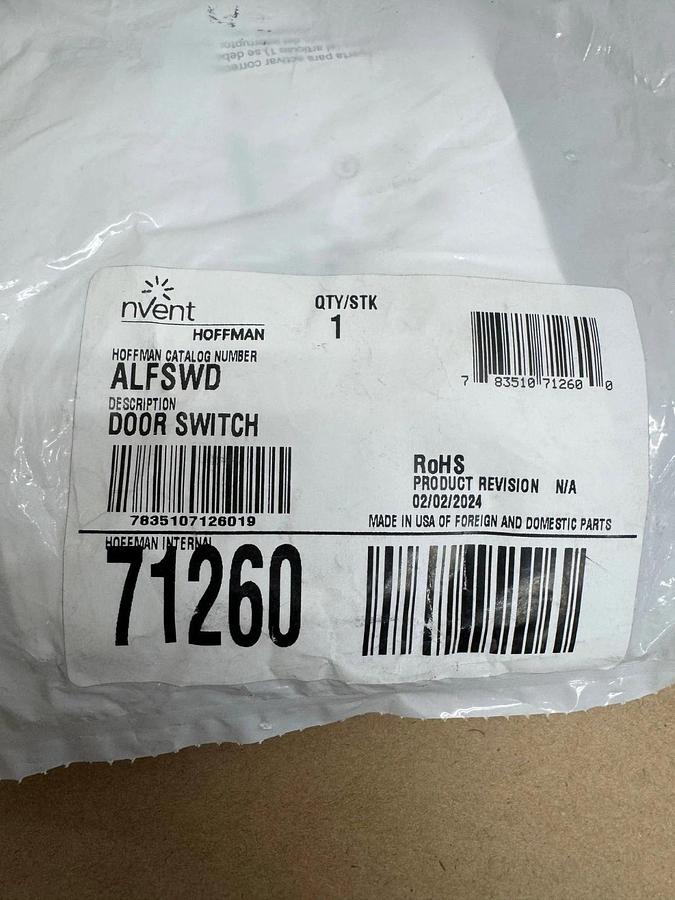 nvent
HOFFMAN
QTY/STK
1
HOFFMAN CATALOG NUMBER
ALFSWD
DESCRIPTION
DOOR SWITCH
7835107126019
7 83510 71260 0
RoHS
PRODUCT REVISION N/A
02/02/2024
MADE IN USA OF FOREIGN AND DOMESTIC PARTS
HOFFMAN INTERNAL
71260